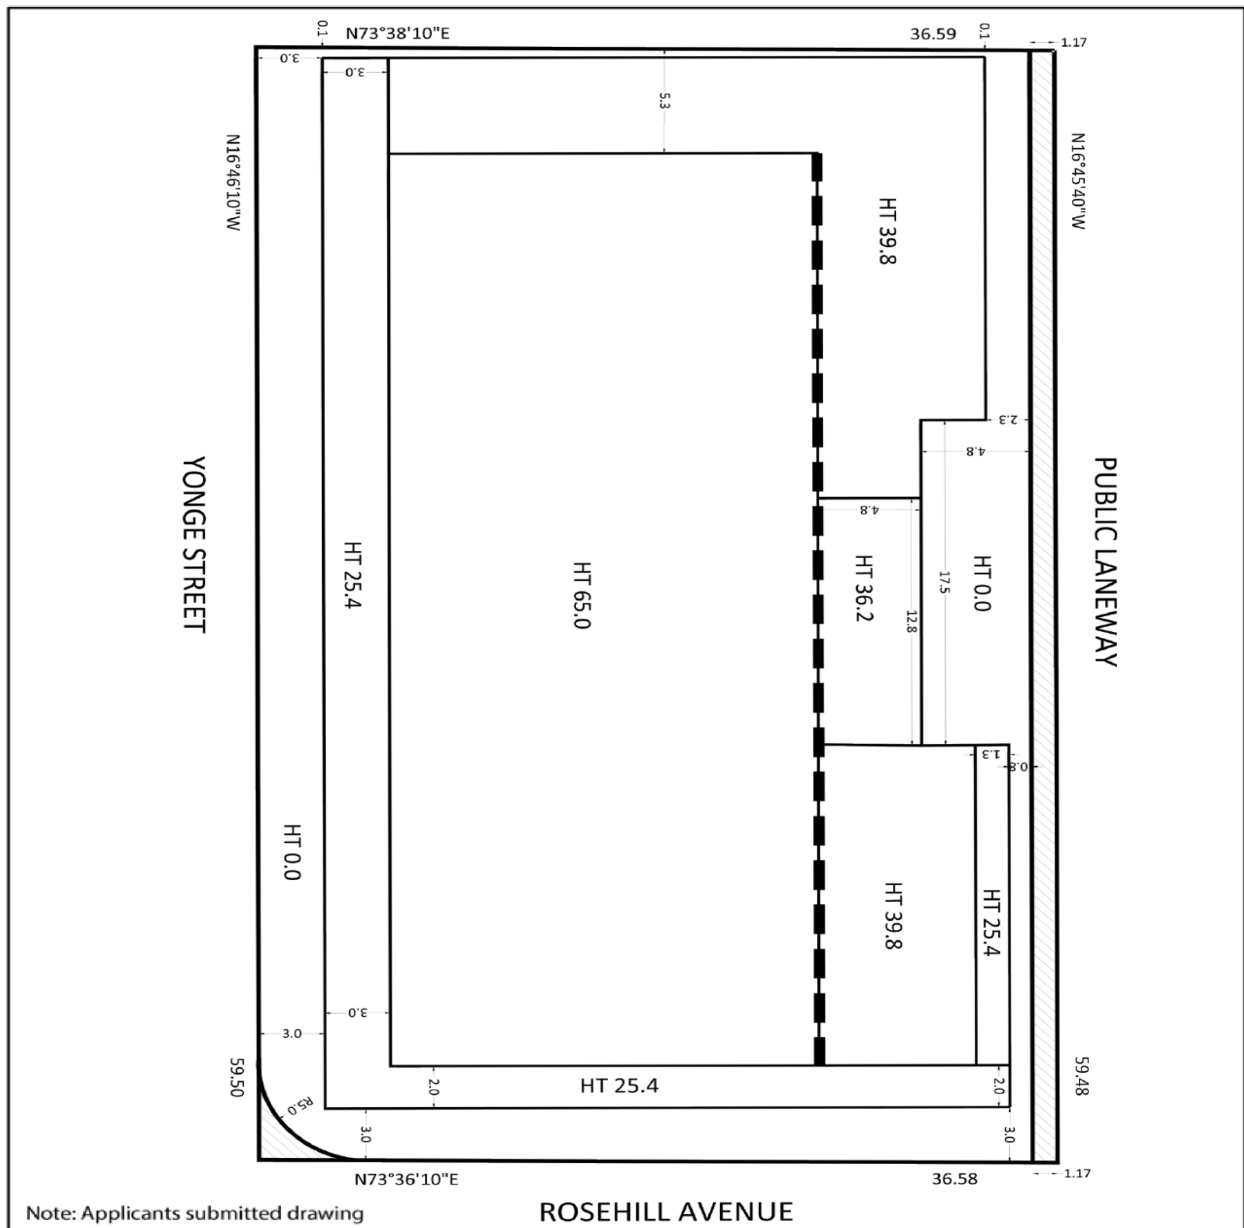 0.1
N73°38'10"E
36.59
0.1
1.17
3.0
3.0
5.3
N16°46'10"W
N16°45'40"W
HT 39.8
2.3
4.8
YONGE STREET
PUBLIC LANEWAY
4.8
HT 25.4
HT 65.0
HT 36.2
12.8
17.5
HT 0.0
1.3
0.8
HT 0.0
HT 39.8
HT 25.4
3.0
3.0
59.50
2.0
HT 25.4
2.0
59.48
R5.0
3.0
3.0
N73°36'10"E
36.58
1.17
Note: Applicants submitted drawing
ROSEHILL AVENUE